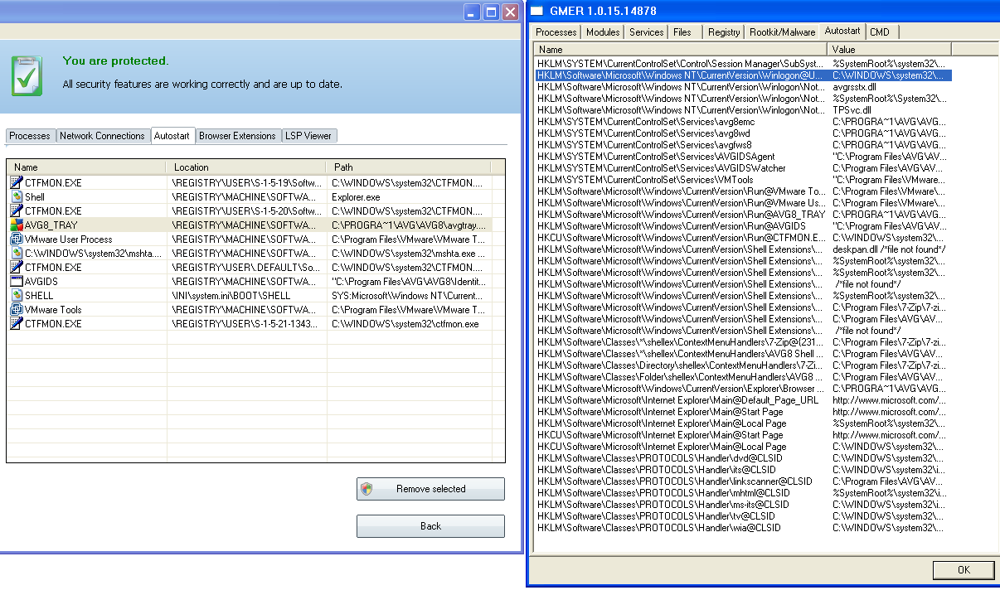 You are protected.
All security features are working correctly and are up to date.
Processes Network Connections Autostart Browser Extensions LSP Viewer
Name Location Path
CTFMON.EXE \REGISTRY\USER\S-1-5-19\Softw... C:\WINDOWS\system32\CTFMON....
Shell \REGISTRY\MACHINE\SOFTWA... Explorer.exe
CTFMON.EXE \REGISTRY\USER\S-1-5-20\Softw... C:\WINDOWS\system32\CTFMON....
AVG8_TRAY \REGISTRY\MACHINE\SOFTWA... C:\PROGRA~1\AVG\AVG8\avgtray....
VMware User Process \REGISTRY\MACHINE\SOFTWA... C:\Program Files\VMware\VMware T...
C:\WINDOWS\system32\mshta.... \REGISTRY\MACHINE\SOFTWA... C:\WINDOWS\system32\mshta.exe ...
CTFMON.EXE \REGISTRY\USER\.DEFAULT\So... C:\WINDOWS\system32\CTFMON....
AVGIDS \REGISTRY\MACHINE\SOFTWA... "C:\Program Files\AVG\AVG8\Identit...
SHELL \INI\system.ini\BOOT\SHELL SYS:Microsoft\Windows NT\Current...
VMware Tools \REGISTRY\MACHINE\SOFTWA... C:\Program Files\VMware\VMware T...
CTFMON.EXE \REGISTRY\USER\S-1-5-21-1343... C:\WINDOWS\system32\ctfmon.exe
Remove selected
Back
GMER 1.0.15.14878
Processes Modules Services Files Registry Rootkit/Malware Autostart CMD
Name Value
HKLM\SYSTEM\CurrentControlSet\Control\Session Manager\SubSyst... %SystemRoot%\system32\...
HKLM\Software\Microsoft\Windows NT\CurrentVersion\Winlogon@U... C:\WINDOWS\system32\...
HKLM\Software\Microsoft\Windows NT\CurrentVersion\Winlogon\Not... avgrsstx.dll
HKLM\Software\Microsoft\Windows NT\CurrentVersion\Winlogon\Not... %SystemRoot%\System32\...
HKLM\Software\Microsoft\Windows NT\CurrentVersion\Winlogon\Not... TPSvc.dll
HKLM\SYSTEM\CurrentControlSet\Services\avg8emc C:\PROGRA~1\AVG\AVG...
HKLM\SYSTEM\CurrentControlSet\Services\avg8wd C:\PROGRA~1\AVG\AVG...
HKLM\SYSTEM\CurrentControlSet\Services\avgfws8 C:\PROGRA~1\AVG\AVG...
HKLM\SYSTEM\CurrentControlSet\Services\AVGIDSAgent "C:\Program Files\AVG\AV...
HKLM\SYSTEM\CurrentControlSet\Services\AVGIDSWatcher C:\Program Files\AVG\AV...
HKLM\SYSTEM\CurrentControlSet\Services\VMTools "C:\Program Files\VMware...
HKLM\Software\Microsoft\Windows\CurrentVersion\Run@VMware To... C:\Program Files\VMware\...
HKLM\Software\Microsoft\Windows\CurrentVersion\Run@VMware Us... C:\Program Files\VMware\...
HKLM\Software\Microsoft\Windows\CurrentVersion\Run@AVG8_TRAY C:\PROGRA~1\AVG\AVG...
HKLM\Software\Microsoft\Windows\CurrentVersion\Run@AVGIDS "C:\Program Files\AVG\AV...
HKCU\Software\Microsoft\Windows\CurrentVersion\Run@CTFMON.E... C:\WINDOWS\system32\...
HKLM\Software\Microsoft\Windows\CurrentVersion\Shell Extensions\... deskpan.dll /*file not found*/
HKLM\Software\Microsoft\Windows\CurrentVersion\Shell Extensions\... %SystemRoot%\system32\...
HKLM\Software\Microsoft\Windows\CurrentVersion\Shell Extensions\... %SystemRoot%\system32\...
HKLM\Software\Microsoft\Windows\CurrentVersion\Shell Extensions\... /*file not found*/
HKLM\Software\Microsoft\Windows\CurrentVersion\Shell Extensions\... %SystemRoot%\system32\...
HKLM\Software\Microsoft\Windows\CurrentVersion\Shell Extensions\... C:\Program Files\7-Zip\7-zi...
HKLM\Software\Microsoft\Windows\CurrentVersion\Shell Extensions\... C:\Program Files\AVG\AV...
HKLM\Software\Microsoft\Windows\CurrentVersion\Shell Extensions\... /*file not found*/
HKLM\Software\Classes\*\shellex\ContextMenuHandlers\7-Zip@{231... C:\Program Files\7-Zip\7-zi...
HKLM\Software\Classes\*\shellex\ContextMenuHandlers\AVG8 Shell ... C:\Program Files\AVG\AV...
HKLM\Software\Classes\Directory\shellex\ContextMenuHandlers\7-Zi... C:\Program Files\7-Zip\7-zi...
HKLM\Software\Classes\Folder\shellex\ContextMenuHandlers\AVG8 ... C:\Program Files\AVG\AV...
HKLM\Software\Microsoft\Windows\CurrentVersion\Explorer\Browser ... C:\PROGRA~1\AVG\AVG...
HKLM\Software\Microsoft\Internet Explorer\Main@Default_Page_URL http://www.microsoft.com/...
HKLM\Software\Microsoft\Internet Explorer\Main@Start Page http://www.microsoft.com/...
HKLM\Software\Microsoft\Internet Explorer\Main@Local Page %SystemRoot%\system32\...
HKCU\Software\Microsoft\Internet Explorer\Main@Start Page http://www.microsoft.com/...
HKCU\Software\Microsoft\Internet Explorer\Main@Local Page C:\WINDOWS\system32\...
HKLM\Software\Classes\PROTOCOLS\Handler\dvd@CLSID C:\WINDOWS\system32\...
HKLM\Software\Classes\PROTOCOLS\Handler\its@CLSID C:\WINDOWS\system32\i...
HKLM\Software\Classes\PROTOCOLS\Handler\linkscanner@CLSID C:\Program Files\AVG\AV...
HKLM\Software\Classes\PROTOCOLS\Handler\mhtml@CLSID %SystemRoot%\system32\i...
HKLM\Software\Classes\PROTOCOLS\Handler\ms-its@CLSID C:\WINDOWS\system32\i...
HKLM\Software\Classes\PROTOCOLS\Handler\tv@CLSID C:\WINDOWS\system32\...
HKLM\Software\Classes\PROTOCOLS\Handler\wia@CLSID C:\WINDOWS\system32\...
OK